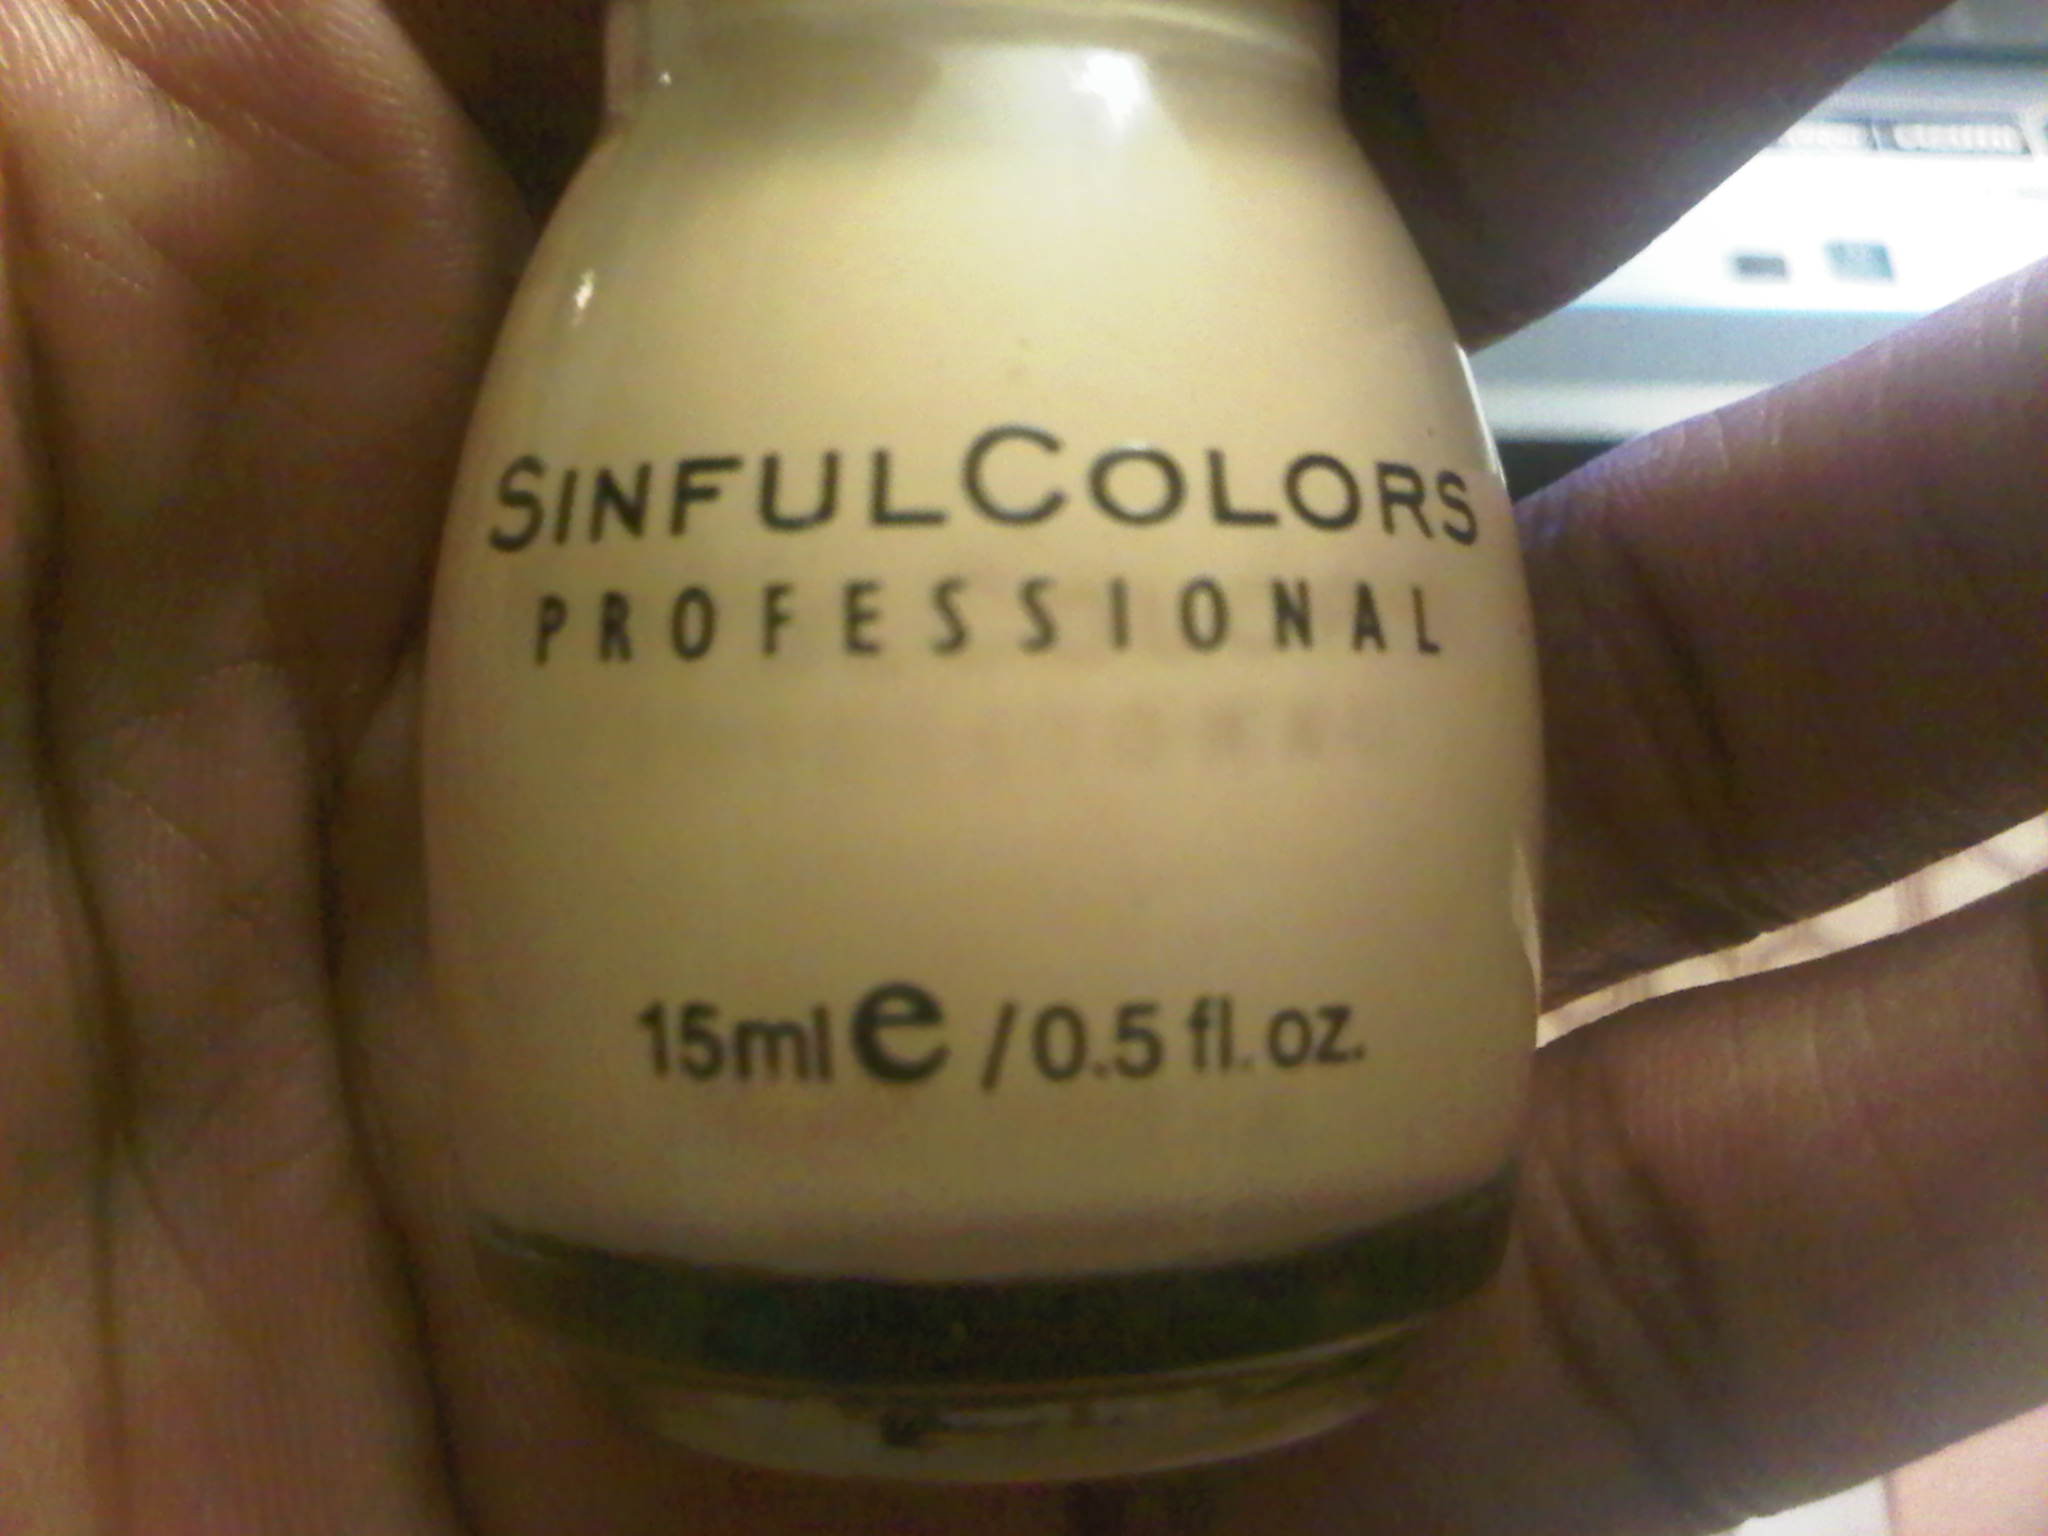 SINFULCOLORS
PROFESSIONAL
15ml e / 0.5 fl. oz.